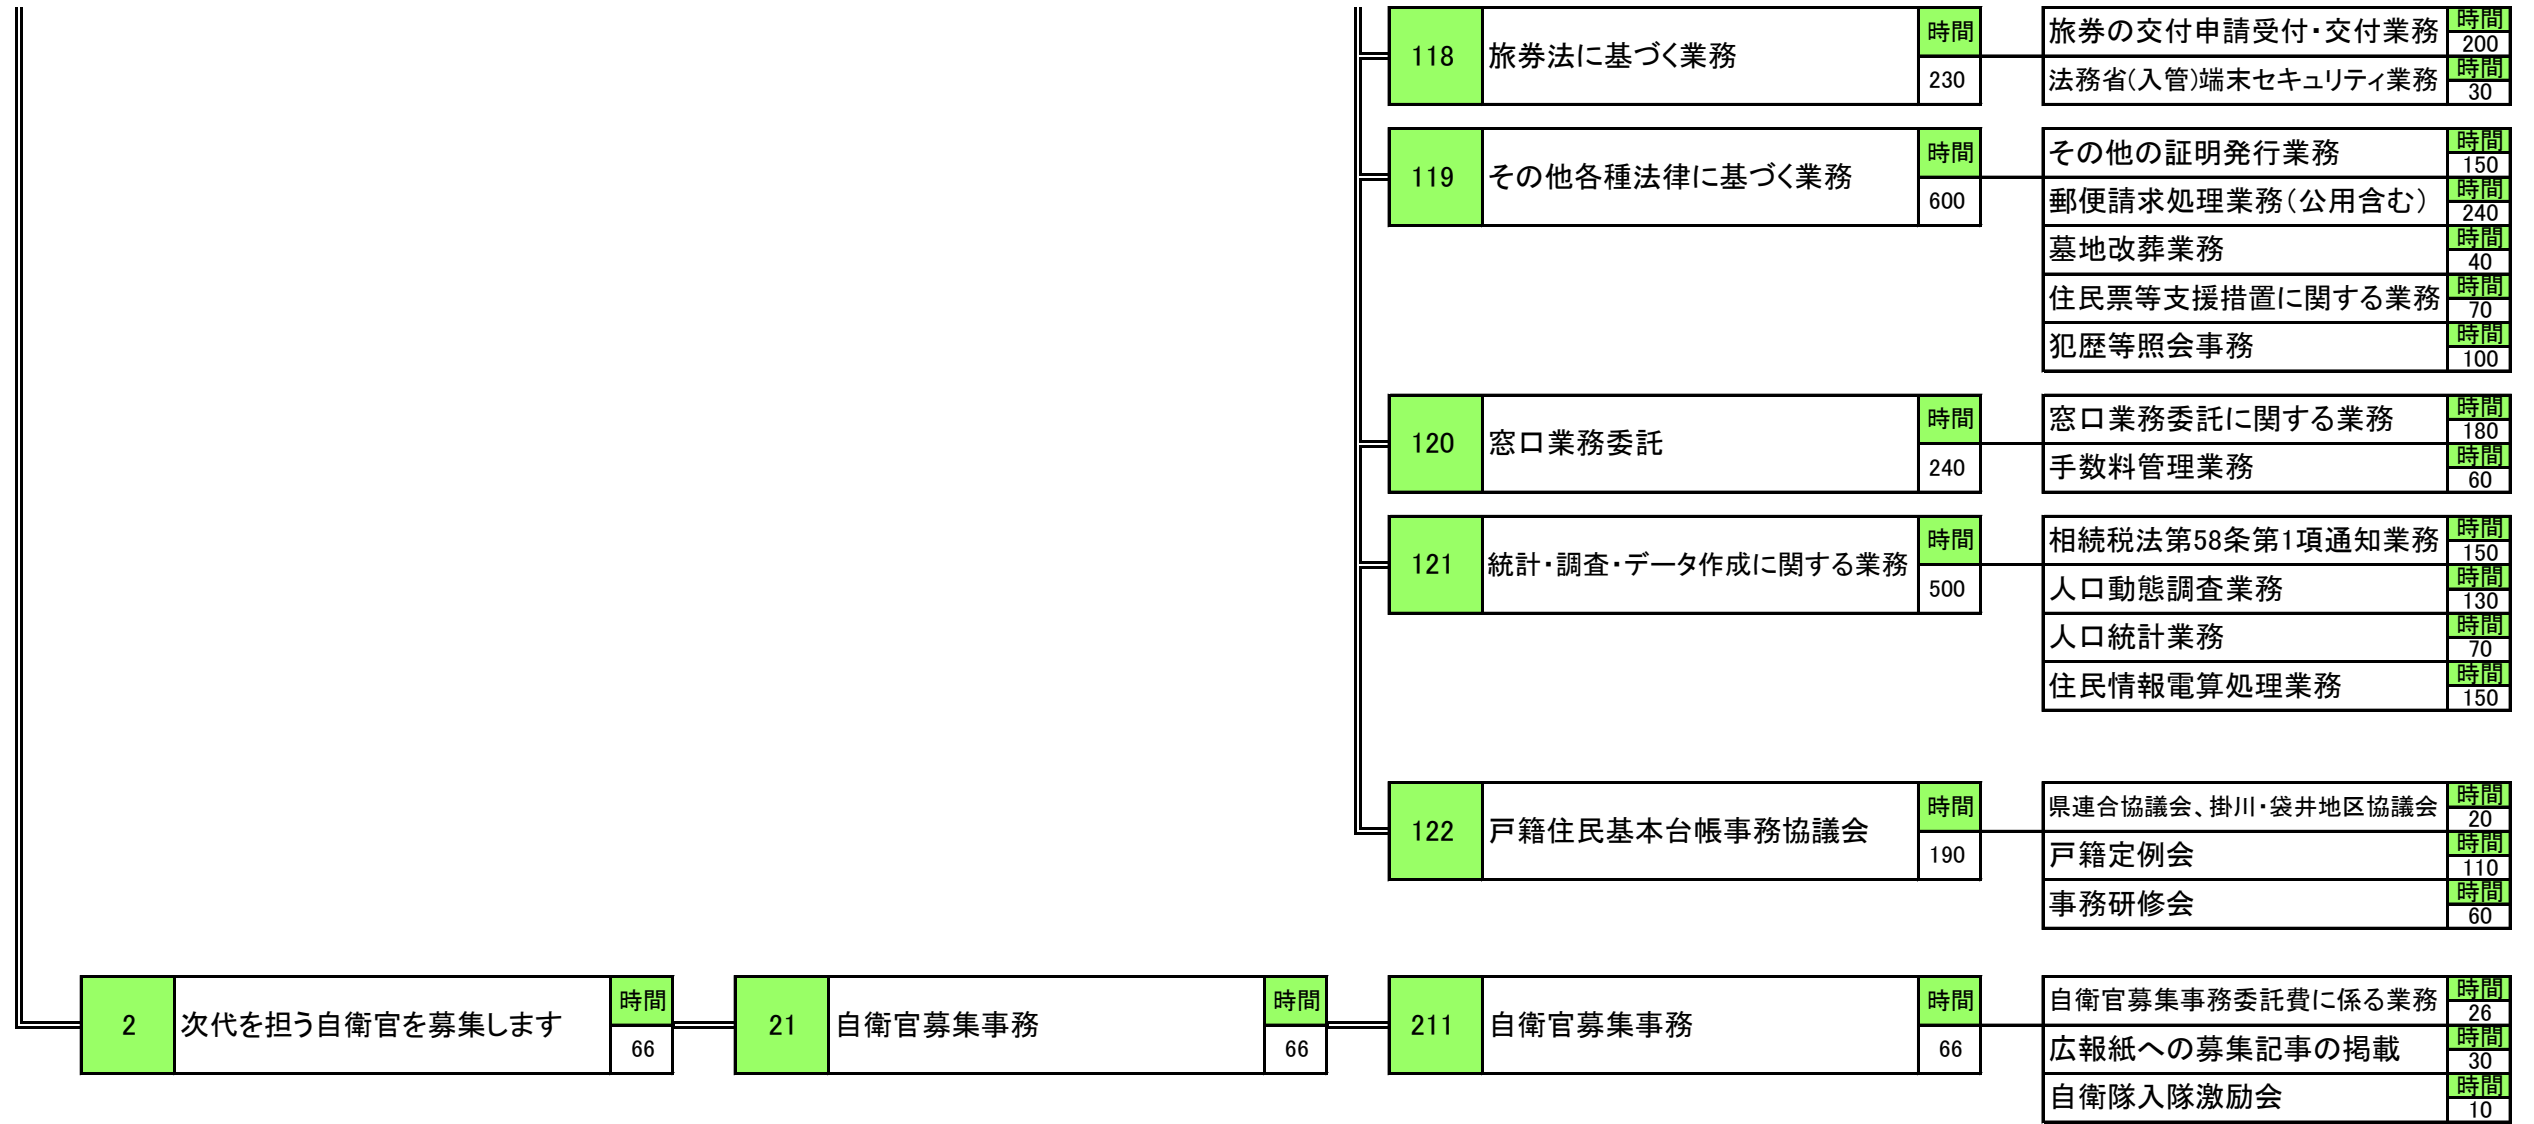 118 旅券法に基づく業務 時間 230
旅券の交付申請受付・交付業務 時間 200
法務省(入管)端末セキュリティ業務 時間 30
119 その他各種法律に基づく業務 時間 600
その他の証明発行業務 時間 150
郵便請求処理業務(公用含む) 時間 240
墓地改葬業務 時間 40
住民票等支援措置に関する業務 時間 70
犯歴等照会事務 時間 100
120 窓口業務委託 時間 240
窓口業務委託に関する業務 時間 180
手数料管理業務 時間 60
121 統計・調査・データ作成に関する業務 時間 500
相続税法第58条第1項通知業務 時間 150
人口動態調査業務 時間 130
人口統計業務 時間 70
住民情報電算処理業務 時間 150
122 戸籍住民基本台帳事務協議会 時間 190
県連合協議会、掛川・袋井地区協議会 時間 20
戸籍定例会 時間 110
事務研修会 時間 60
2 次代を担う自衛官を募集します 時間 66
21 自衛官募集事務 時間 66
211 自衛官募集事務 時間 66
自衛官募集事務委託費に係る業務 時間 26
広報紙への募集記事の掲載 時間 30
自衛隊入隊激励会 時間 10